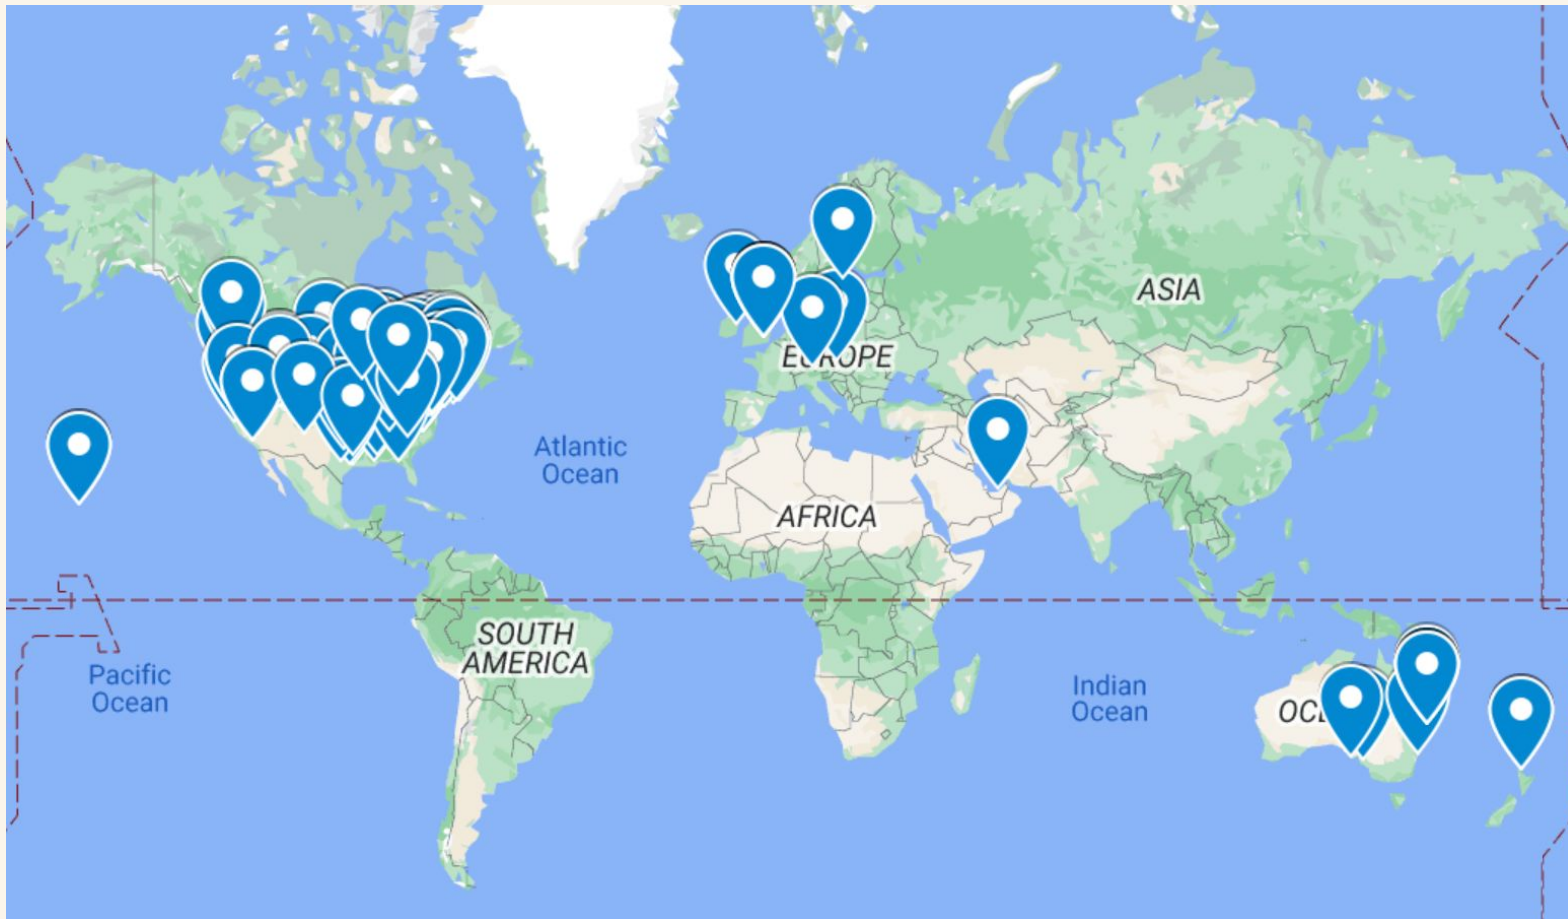 ASIA
EUROPE
Atlantic
Ocean
AFRICA
SOUTH
AMERICA
Pacific
Ocean
Indian
Ocean